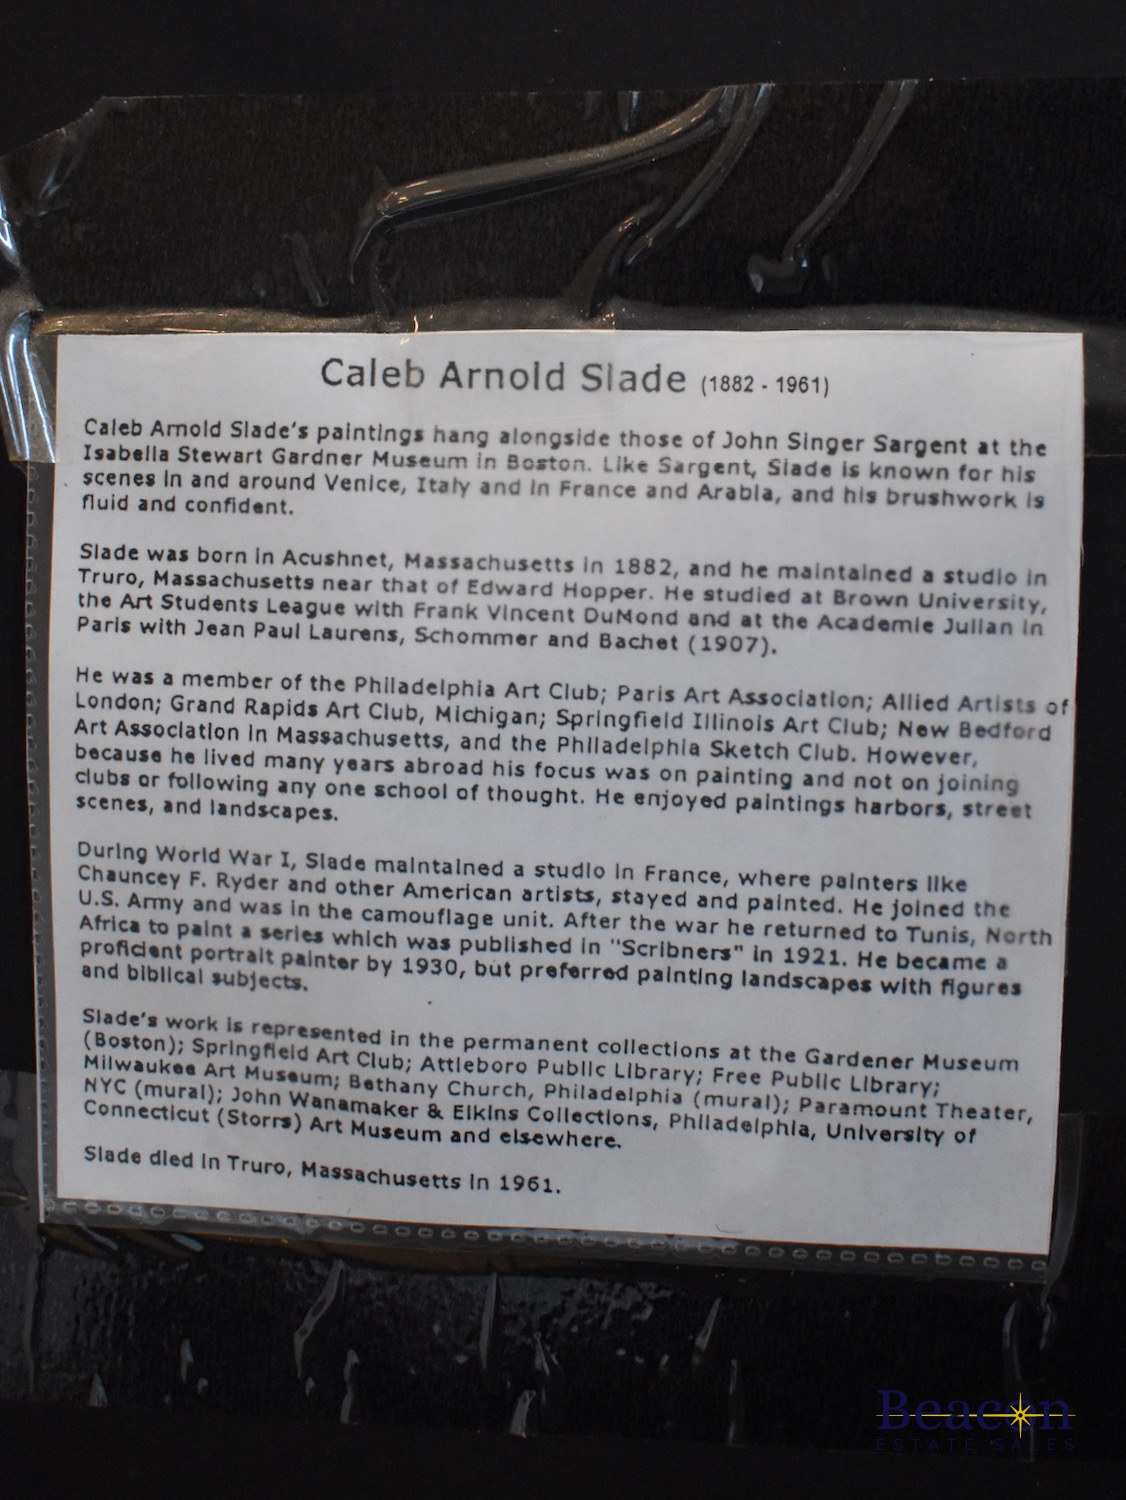 Caleb Arnold Slade (1882 - 1961)
Caleb Arnold Slade's paintings hang alongside those of John Singer Sargent at the
Isabella Stewart Gardner Museum in Boston. Like Sargent, Slade is known for his
scenes in and around Venice, Italy and in France and Arabia, and his brushwork is
fluid and confident.
Slade was born in Acushnet, Massachusetts in 1882, and he maintained a studio in
Truro, Massachusetts near that of Edward Hopper. He studied at Brown University,
the Art Students League with Frank Vincent DuMond and at the Academie Julian in
Paris with Jean Paul Laurens, Schommer and Bachet (1907).
He was a member of the Philadelphia Art Club; Paris Art Association; Allied Artists of
London; Grand Rapids Art Club, Michigan; Springfield Illinois Art Club; New Bedford
Art Association in Massachusetts, and the Philadelphia Sketch Club. However,
because he lived many years abroad his focus was on painting and not on joining
clubs or following any one school of thought. He enjoyed paintings harbors, street
scenes, and landscapes.
During World War I, Slade maintained a studio in France, where painters like
Chauncey F. Ryder and other American artists, stayed and painted. He joined the
U.S. Army and was in the camouflage unit. After the war he returned to Tunis, North
Africa to paint a series which was published in "Scribners" in 1921. He became a
proficient portrait painter by 1930, but preferred painting landscapes with figures
and biblical subjects.
Slade's work is represented in the permanent collections at the Gardener Museum
(Boston); Springfield Art Club; Attleboro Public Library; Free Public Library;
Milwaukee Art Museum; Bethany Church, Philadelphia (mural); Paramount Theater,
NYC (mural); John Wanamaker & Elkins Collections, Philadelphia, University of
Connecticut (Storrs) Art Museum and elsewhere.
Slade died in Truro, Massachusetts in 1961.
Beacon
ESTATE SALES